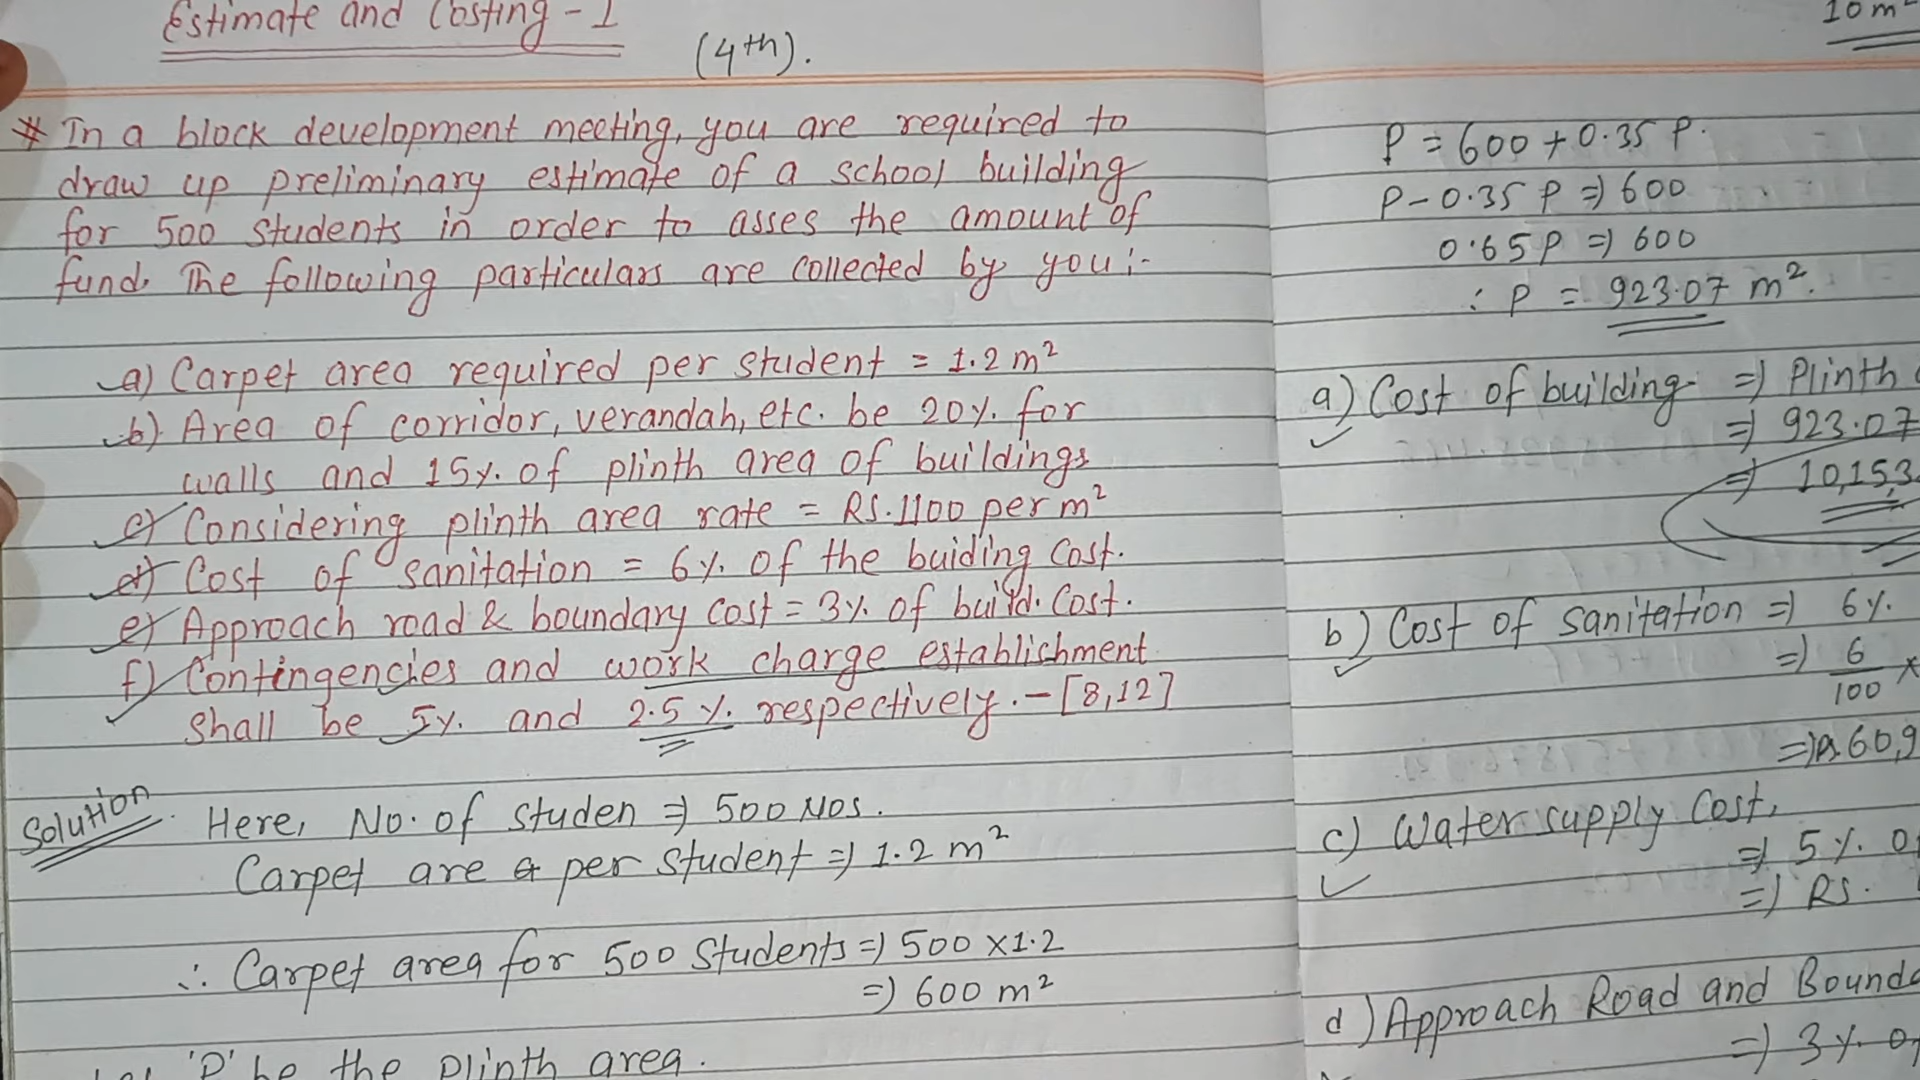 Estimate and Costing - 1
(4th).
* In a block development meeting, you are required to
draw up preliminary estimate of a school building
for 500 students in order to asses the amount of
fund. The following particulars are collected by you :-
a) Carpet area required per student = 1.2 m²
b) Area of corridor, verandah, etc. be 20%. for
walls and 15%. of plinth area of buildings
c) Considering plinth area rate = RS. 1100 per m²
d) Cost of sanitation = 6%. of the buiding Cost.
e) Approach road & boundary cost = 3%. of build. Cost.
f) Contingencies and work charge establishment
shall be 5%. and 2.5%. respectively. - [8,12]
Solution. Here, No. of studen => 500 Nos.
Carpet are per student => 1.2 m²
∴ Carpet area for 500 Students => 500 x1.2
=> 600 m²
'P' be the plinth area.
10 m²
P = 600 + 0.35 P.
P - 0.35 P => 600
0.65 P => 600
: P = 923.07 m².
a) Cost of building => Plinth
=> 923.07
=> 10,153
b) Cost of sanitation => 6%.
=> 6/100 x
=> Rs. 60,9
c) Water supply Cost,
=> 5%. o
=> RS.
d) Approach Road and Bounda
=> 3%. o